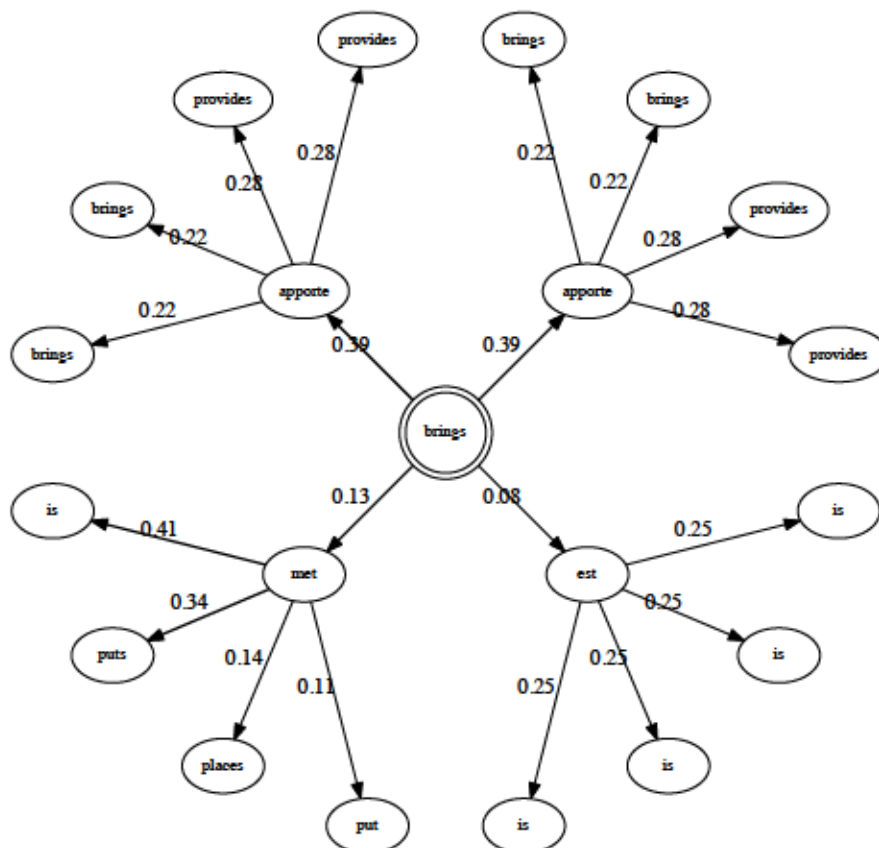 provides
brings
provides
brings
0.28
0.22
0.28
0.22
brings
provides
0.22
0.28
apporte
apporte
0.22
0.28
brings
0.39
0.39
provides
brings
0.13
0.08
is
0.41
0.25
is
met
est
0.34
0.25
puts
0.14
0.25
is
0.11
0.25
places
is
put
is